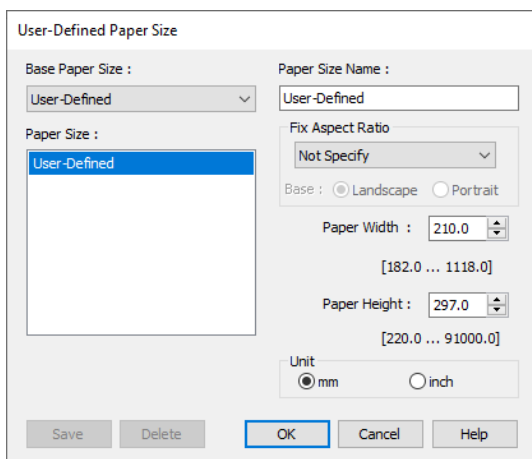 User-Defined Paper Size
Base Paper Size :
User-Defined
Paper Size :
User-Defined
Paper Size Name :
User-Defined
Fix Aspect Ratio
Not Specify
Base : Landscape Portrait
Paper Width : 210.0
[182.0 ... 1118.0]
Paper Height : 297.0
[220.0 ... 91000.0]
Unit
mm inch
Save Delete OK Cancel Help